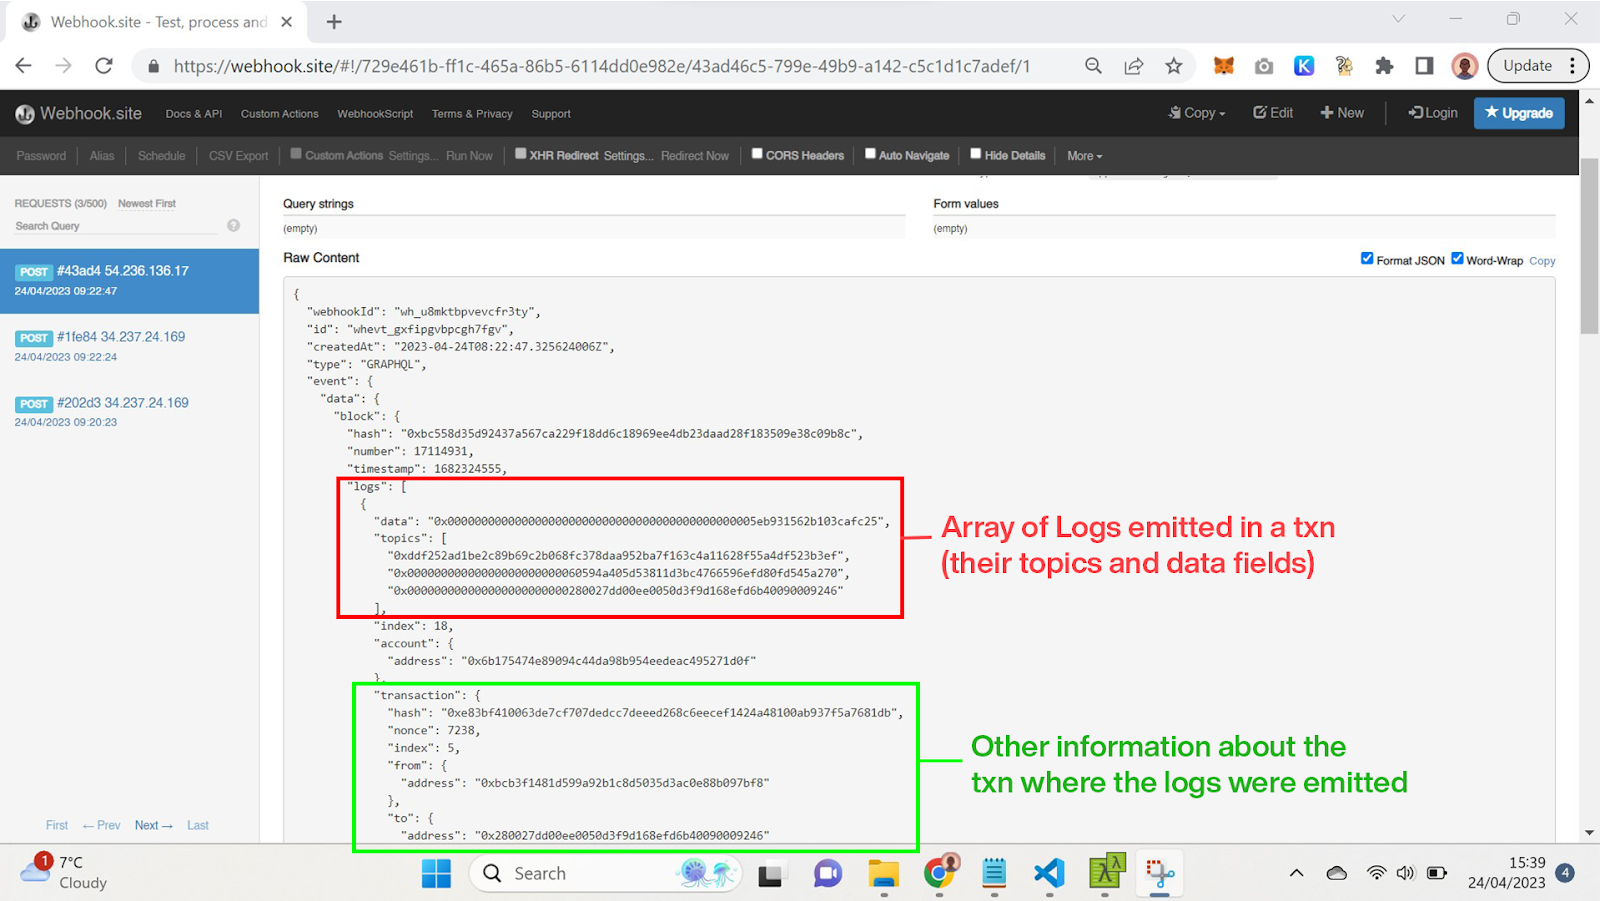 Webhook.site - Test, process and
https://webhook.site/#!/729e461b-ff1c-465a-86b5-6114dd0e982e/43ad46c5-799e-49b9-a142-c5c1d1c7adef/1
Update
Webhook.site Docs & API Custom Actions WebhookScript Terms & Privacy Support Copy Edit New Login Upgrade
Password Alias Schedule CSV Export Custom Actions Settings... Run Now XHR Redirect Settings... Redirect Now CORS Headers Auto Navigate Hide Details More
REQUESTS (3/500) Newest First
Search Query
POST #43ad4 54.236.136.17
24/04/2023 09:22:47
POST #1fe84 34.237.24.169
24/04/2023 09:22:24
POST #202d3 34.237.24.169
24/04/2023 09:20:23
First ← Prev Next → Last
Query strings
(empty)
Form values
(empty)
Raw Content
Format JSON Word-Wrap Copy
{
"webhookId": "wh_u8mktbpvevcfr3ty",
"id": "whevt_gxfipgvbpcgh7fgv",
"createdAt": "2023-04-24T08:22:47.325624006Z",
"type": "GRAPHQL",
"event": {
"data": {
"block": {
"hash": "0xbc558d35d92437a567ca229f18dd6c18969ee4db23daad28f183509e38c09b8c",
"number": 17114931,
"timestamp": 1682324555,
"logs": [
{
"data": "0x0000000000000000000000000000000000000000000005eb931562b103cafc25",
"topics": [
"0xddf252ad1be2c89b69c2b068fc378daa952ba7f163c4a11628f55a4df523b3ef",
"0x00000000000000000000000060594a405d53811d3bc4766596efd80fd545a270",
"0x000000000000000000000000280027dd00ee0050d3f9d168efd6b40090009246"
],
"index": 18,
"account": {
"address": "0x6b175474e89094c44da98b954eedeac495271d0f"
},
"transaction": {
"hash": "0xe83bf410063de7cf707dedcc7deeed268c6eecef1424a48100ab937f5a7681db",
"nonce": 7238,
"index": 5,
"from": {
"address": "0xbcb3f1481d599a92b1c8d5035d3ac0e88b097bf8"
},
"to": {
"address": "0x280027dd00ee0050d3f9d168efd6b40090009246"
Array of Logs emitted in a txn
(their topics and data fields)
Other information about the
txn where the logs were emitted
1
7°C
Cloudy
Search
15:39
24/04/2023
4